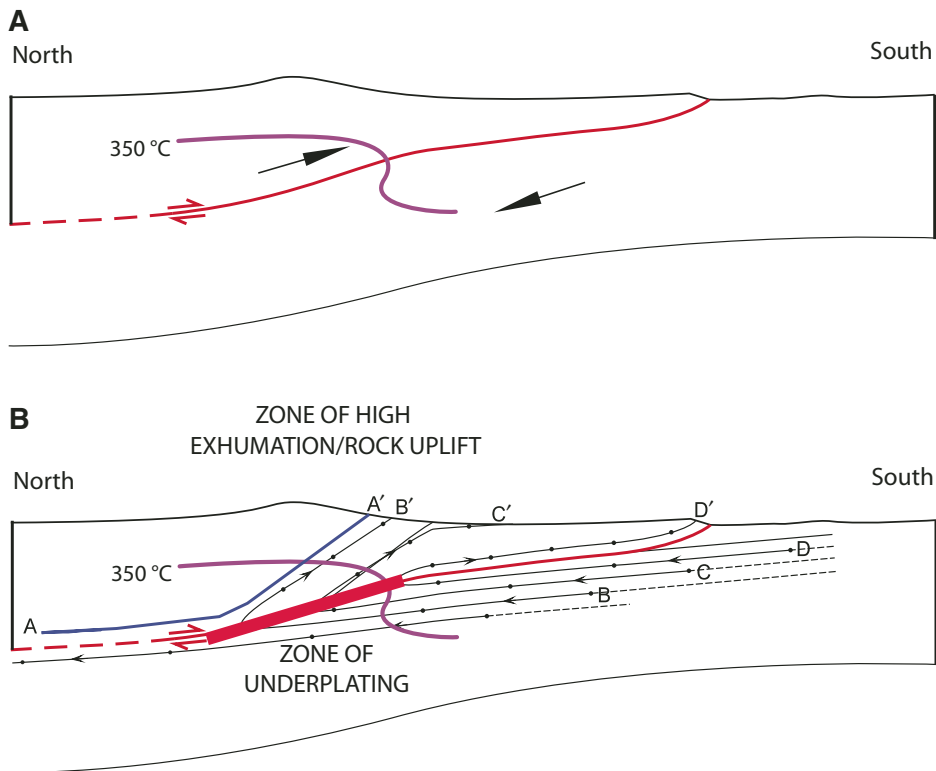 A
North
South
350 °C
B
ZONE OF HIGH
EXHUMATION/ROCK UPLIFT
North
South
A′ B′ C′ D′
350 °C
D
C
B
A
ZONE OF
UNDERPLATING